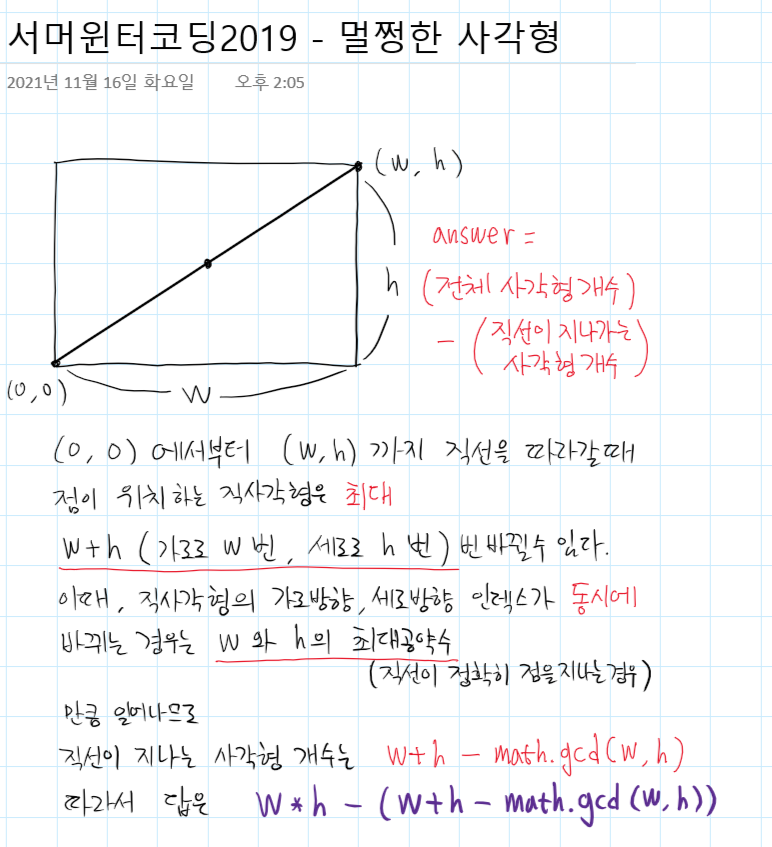 서머윈터코딩2019 - 멀쩡한 사각형
2021년 11월 16일 화요일 오후 2:05
(w, h)
answer =
h (전체 사각형 개수)
- (직선이 지나가는
사각형 개수)
(0,0) w
(0, 0) 에서부터 (w,h) 까지 직선을 따라갈때
점이 위치하는 직사각형은 최대
w+h (가로로 w 번, 세로로 h 번) 번 바뀔수 있다.
이때, 직사각형의 가로방향, 세로방향 인덱스가 동시에
바뀌는 경우는 w 와 h의 최대공약수
(직선이 정확히 점을 지나는 경우)
만큼 일어나므로
직선이 지나는 사각형 개수는 w+h - math.gcd(w,h)
따라서 답은 w*h - (w+h - math.gcd(w,h))